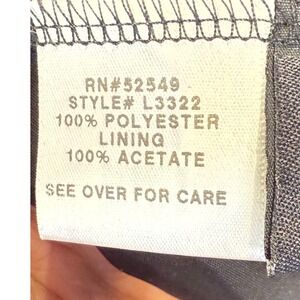 RN#52549
STYLE# L3322
100% POLYESTER
LINING
100% ACETATE
SEE OVER FOR CARE